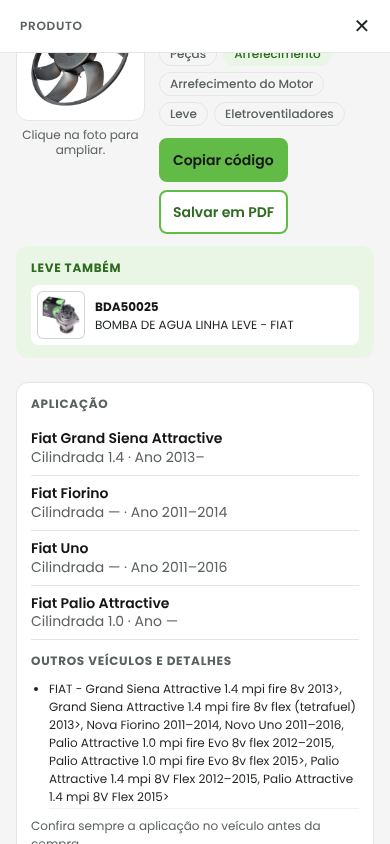 PRODUTO
Peças
Arrefecimento
Arrefecimento do Motor
Leve
Eletroventiladores
Clique na foto para
ampliar.
Copiar código
Salvar em PDF
LEVE TAMBÉM
BDA50025
BOMBA DE AGUA LINHA LEVE - FIAT
APLICAÇÃO
Fiat Grand Siena Attractive
Cilindrada 1.4 · Ano 2013–
Fiat Fiorino
Cilindrada — · Ano 2011–2014
Fiat Uno
Cilindrada — · Ano 2011–2016
Fiat Palio Attractive
Cilindrada 1.0 · Ano —
OUTROS VEÍCULOS E DETALHES
• FIAT - Grand Siena Attractive 1.4 mpi fire 8v 2013>,
Grand Siena Attractive 1.4 mpi fire 8v flex (tetrafuel)
2013>, Nova Fiorino 2011–2014, Novo Uno 2011–2016,
Palio Attractive 1.0 mpi fire Evo 8v flex 2012–2015,
Palio Attractive 1.0 mpi fire Evo 8v flex 2015>, Palio
Attractive 1.4 mpi 8V Flex 2012–2015, Palio Attractive
1.4 mpi 8V Flex 2015>
Confira sempre a aplicação no veículo antes da
compra.